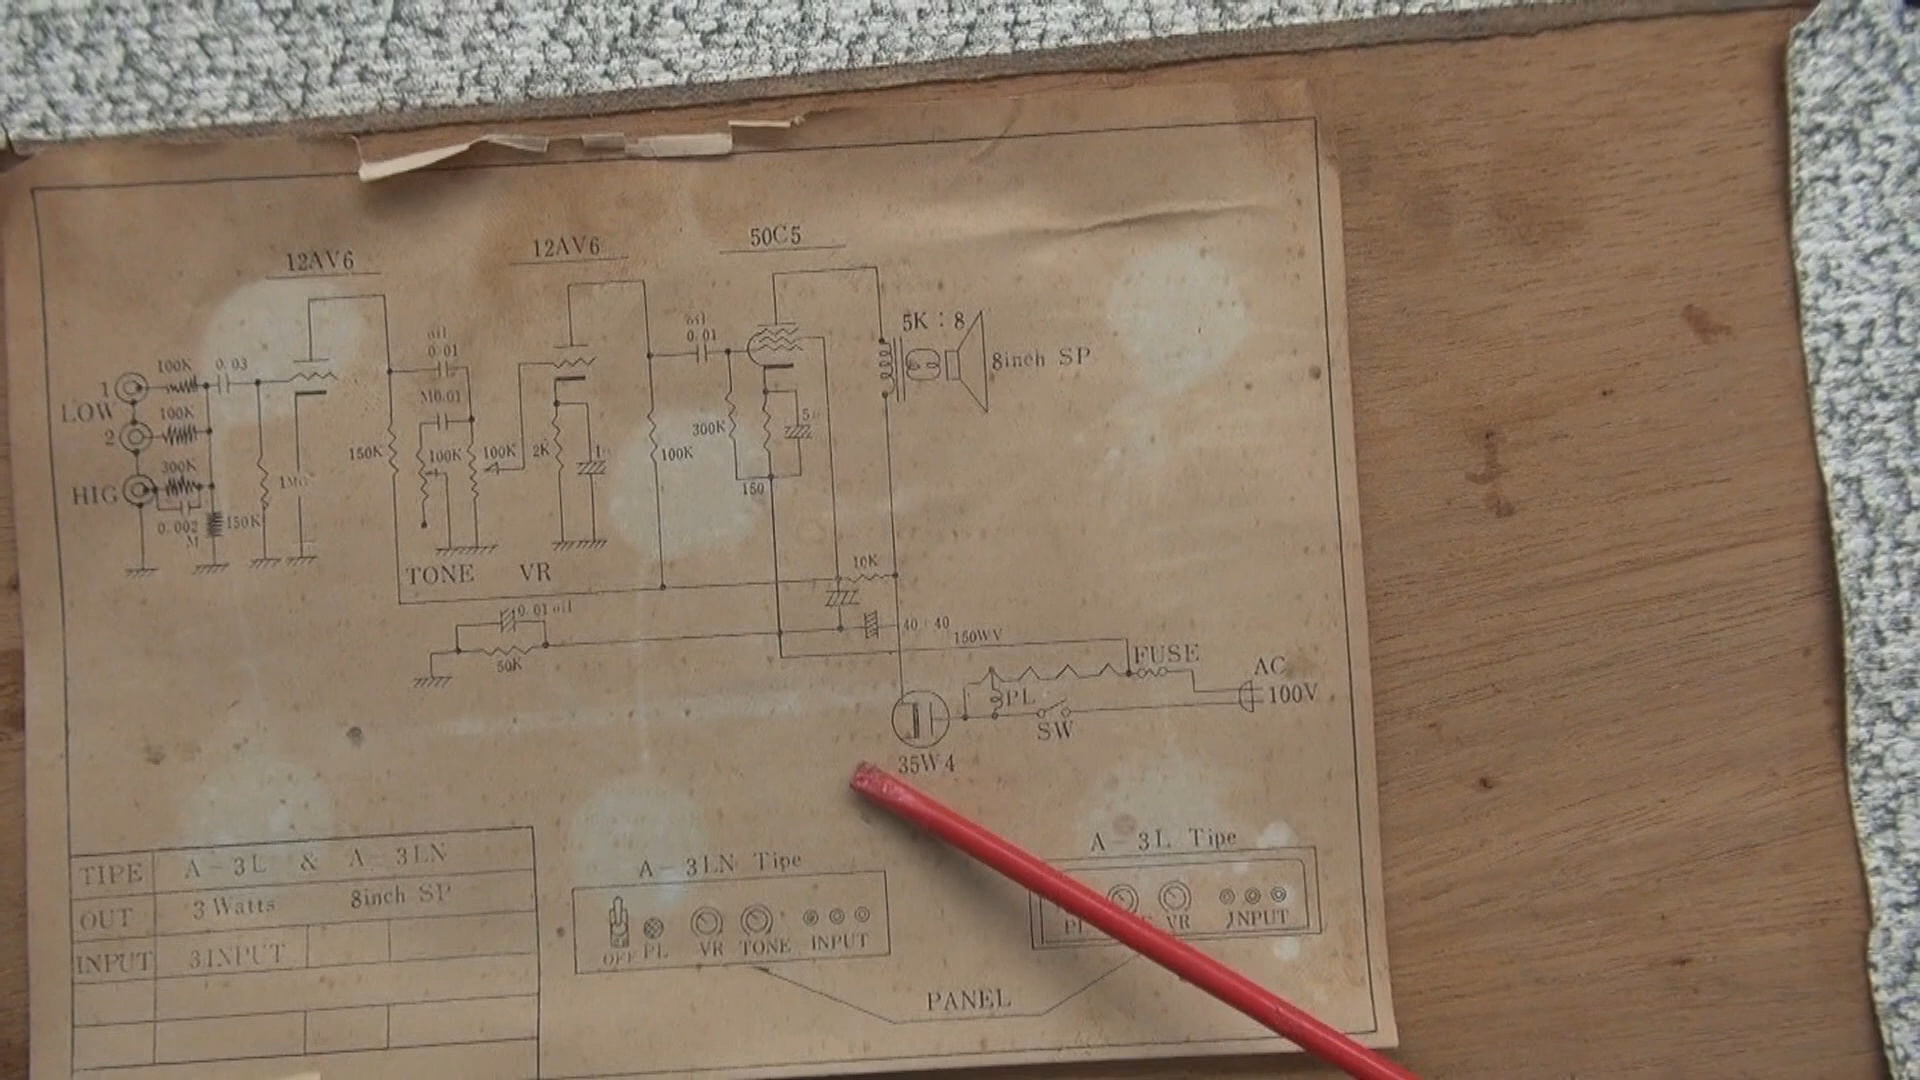 12AV6
12AV6
50C5
1
LOW
2
HIG
100K
0.03
100K
300K
0.002
M
150K
150K
oil
0.01
M0.01
100K
TONE
100K
VR
2K
100K
oil
0.01
300K
150
5K : 8
8inch SP
10K
40 40
150WV
0.01 oil
50K
FUSE
AC
100V
PL
SW
35W4
TIPE A-3L & A-3LN
OUT 3 Watts 8inch SP
INPUT 3INPUT
A-3LN Tipe
OFF PL VR TONE INPUT
A-3L Tipe
VR INPUT
PANEL